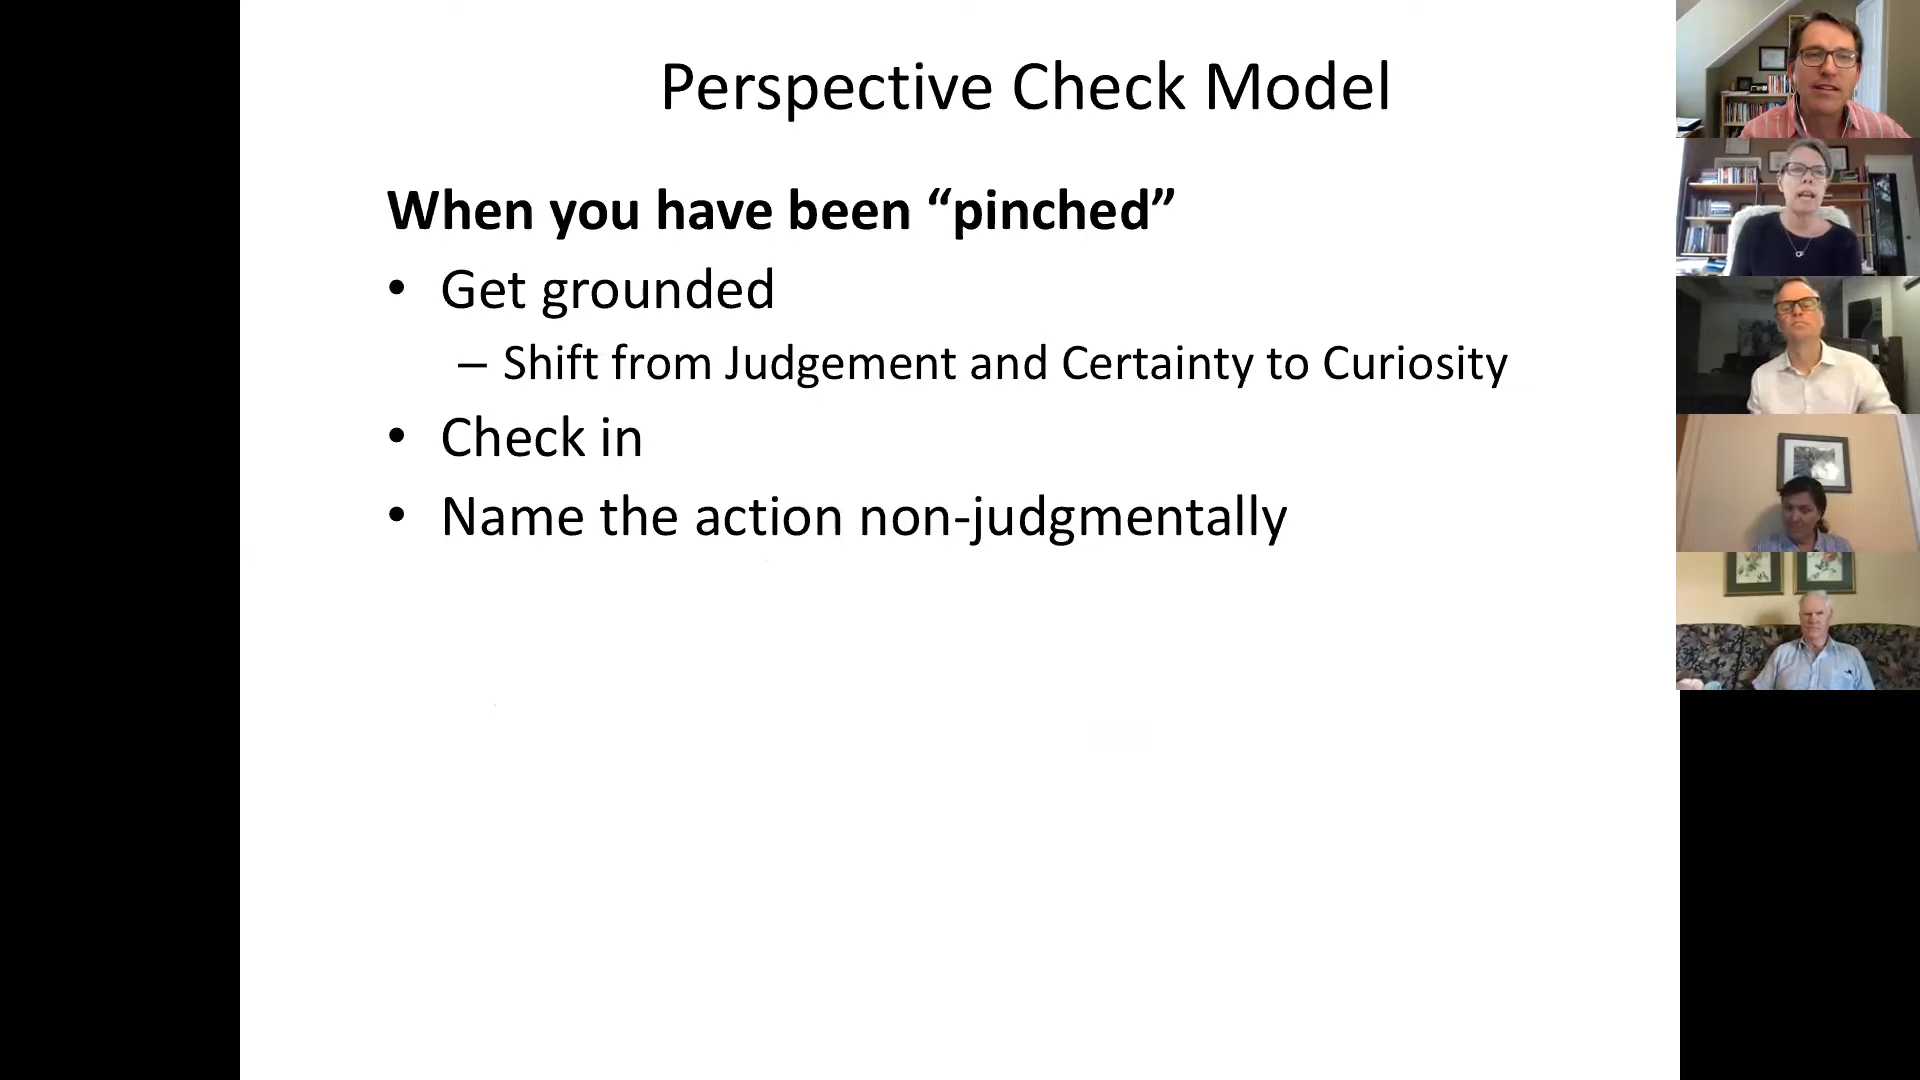 Perspective Check Model
When you have been “pinched”
• Get grounded
– Shift from Judgement and Certainty to Curiosity
• Check in
• Name the action non-judgmentally